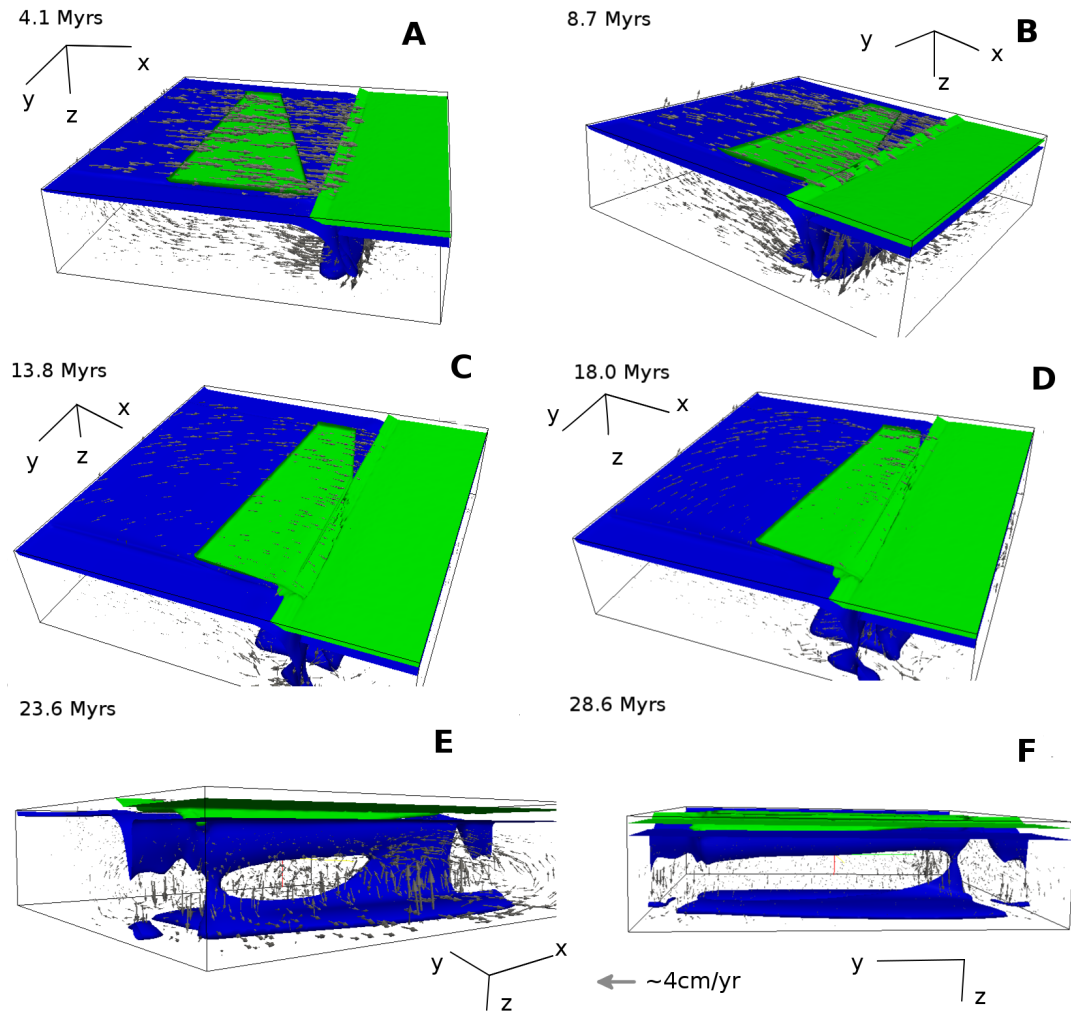 4.1 Myrs
A
x
y
z
8.7 Myrs
B
y
x
z
13.8 Myrs
C
x
y
z
18.0 Myrs
D
y
x
z
23.6 Myrs
E
y
x
z
28.6 Myrs
F
~4cm/yr
y
z